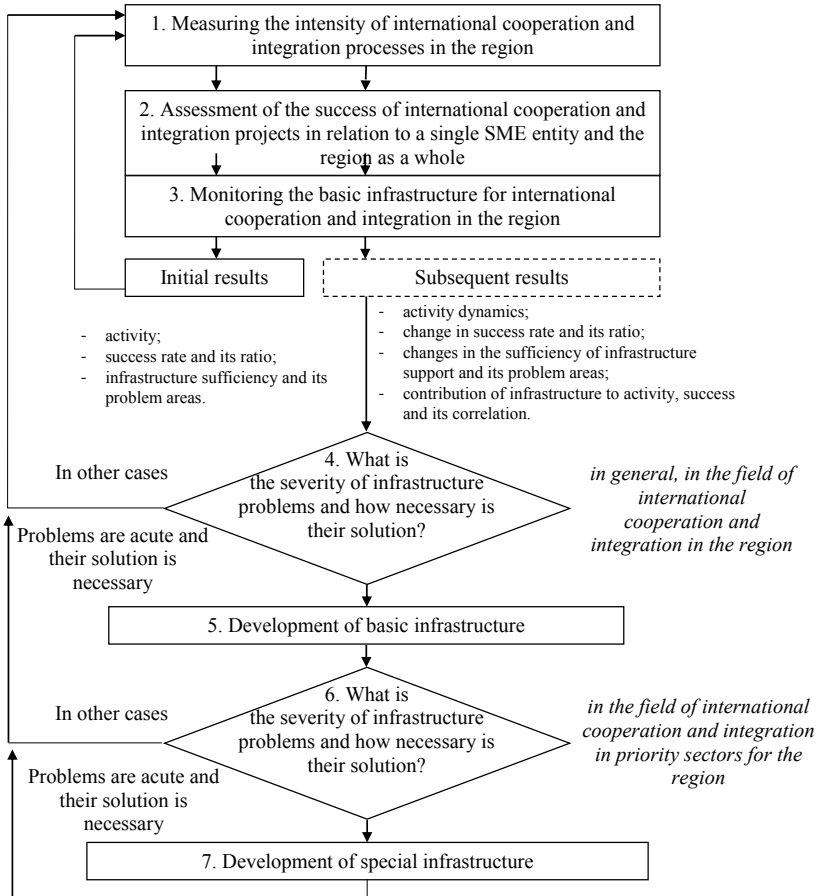 1. Measuring the intensity of international cooperation and
integration processes in the region
2. Assessment of the success of international cooperation and
integration projects in relation to a single SME entity and the
region as a whole
3. Monitoring the basic infrastructure for international
cooperation and integration in the region
Initial results
Subsequent results
- activity;
- success rate and its ratio;
- infrastructure sufficiency and its
problem areas.
- activity dynamics;
- change in success rate and its ratio;
- changes in the sufficiency of infrastructure
support and its problem areas;
- contribution of infrastructure to activity, success
and its correlation.
In other cases
4. What is
the severity of infrastructure
problems and how necessary is
their solution?
in general, in the field of
international
cooperation and
integration in the region
Problems are acute and
their solution is
necessary
5. Development of basic infrastructure
In other cases
6. What is
the severity of infrastructure
problems and how necessary is
their solution?
in the field of international
cooperation and integration
in priority sectors for the
region
Problems are acute and
their solution is
necessary
7. Development of special infrastructure